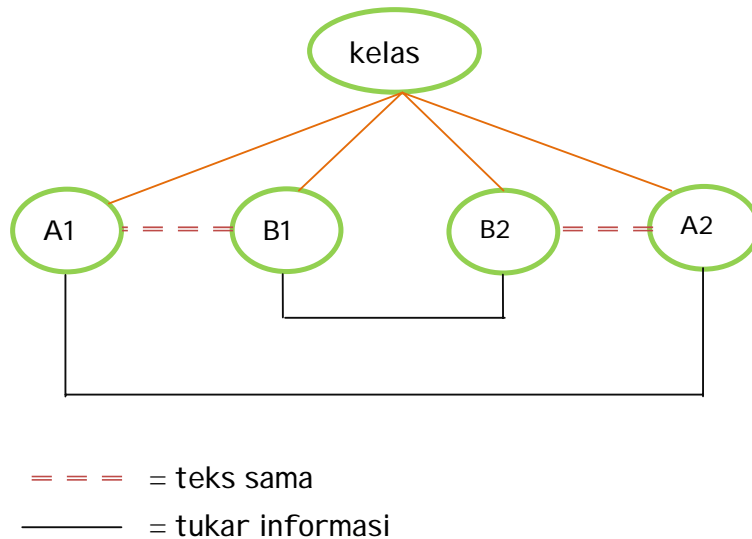 kelas
A1 B1 B2 A2
= teks sama
= tukar informasi